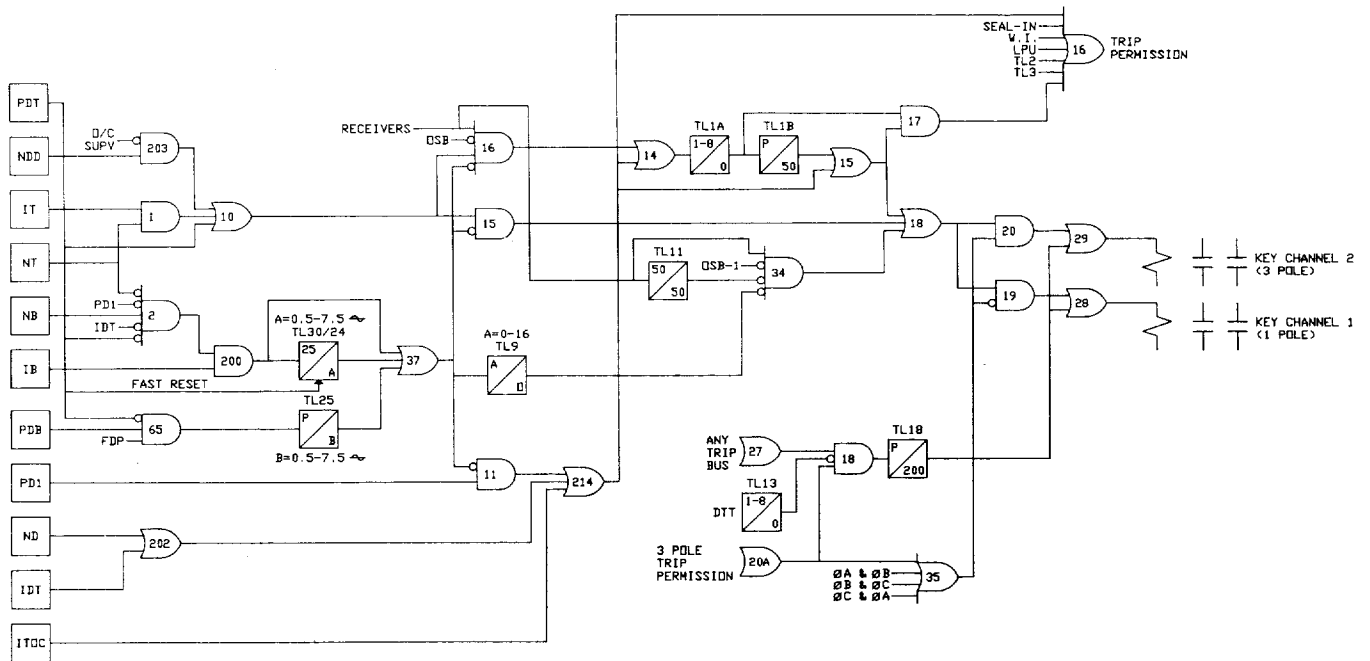 PDT
NDD
IT
NT
NB
IB
PDB
PD1
ND
IDT
ITOC
O/C
SUPV
203
1
10
PD1
IDT
2
200
FAST RESET
A=0.5-7.5
TL30/24
25
A
37
65
FDP
TL25
P
B
B=0.5-7.5
11
202
214
RECEIVERS
OSB
16
15
A=0-16
TL9
A
0
TL11
50
50
OSB-1
34
14
TL1A
1-8
0
TL1B
P
50
15
17
18
SEAL-IN
W.I.
LPU
TL2
TL3
16
TRIP
PERMISSION
20
29
19
28
KEY CHANNEL 2
(3 POLE)
KEY CHANNEL 1
(1 POLE)
ANY
TRIP
BUS
27
18
TL18
P
200
TL13
DTT
1-8
0
3 POLE
TRIP
PERMISSION
20A
ØA & ØB
ØB & ØC
ØC & ØA
35